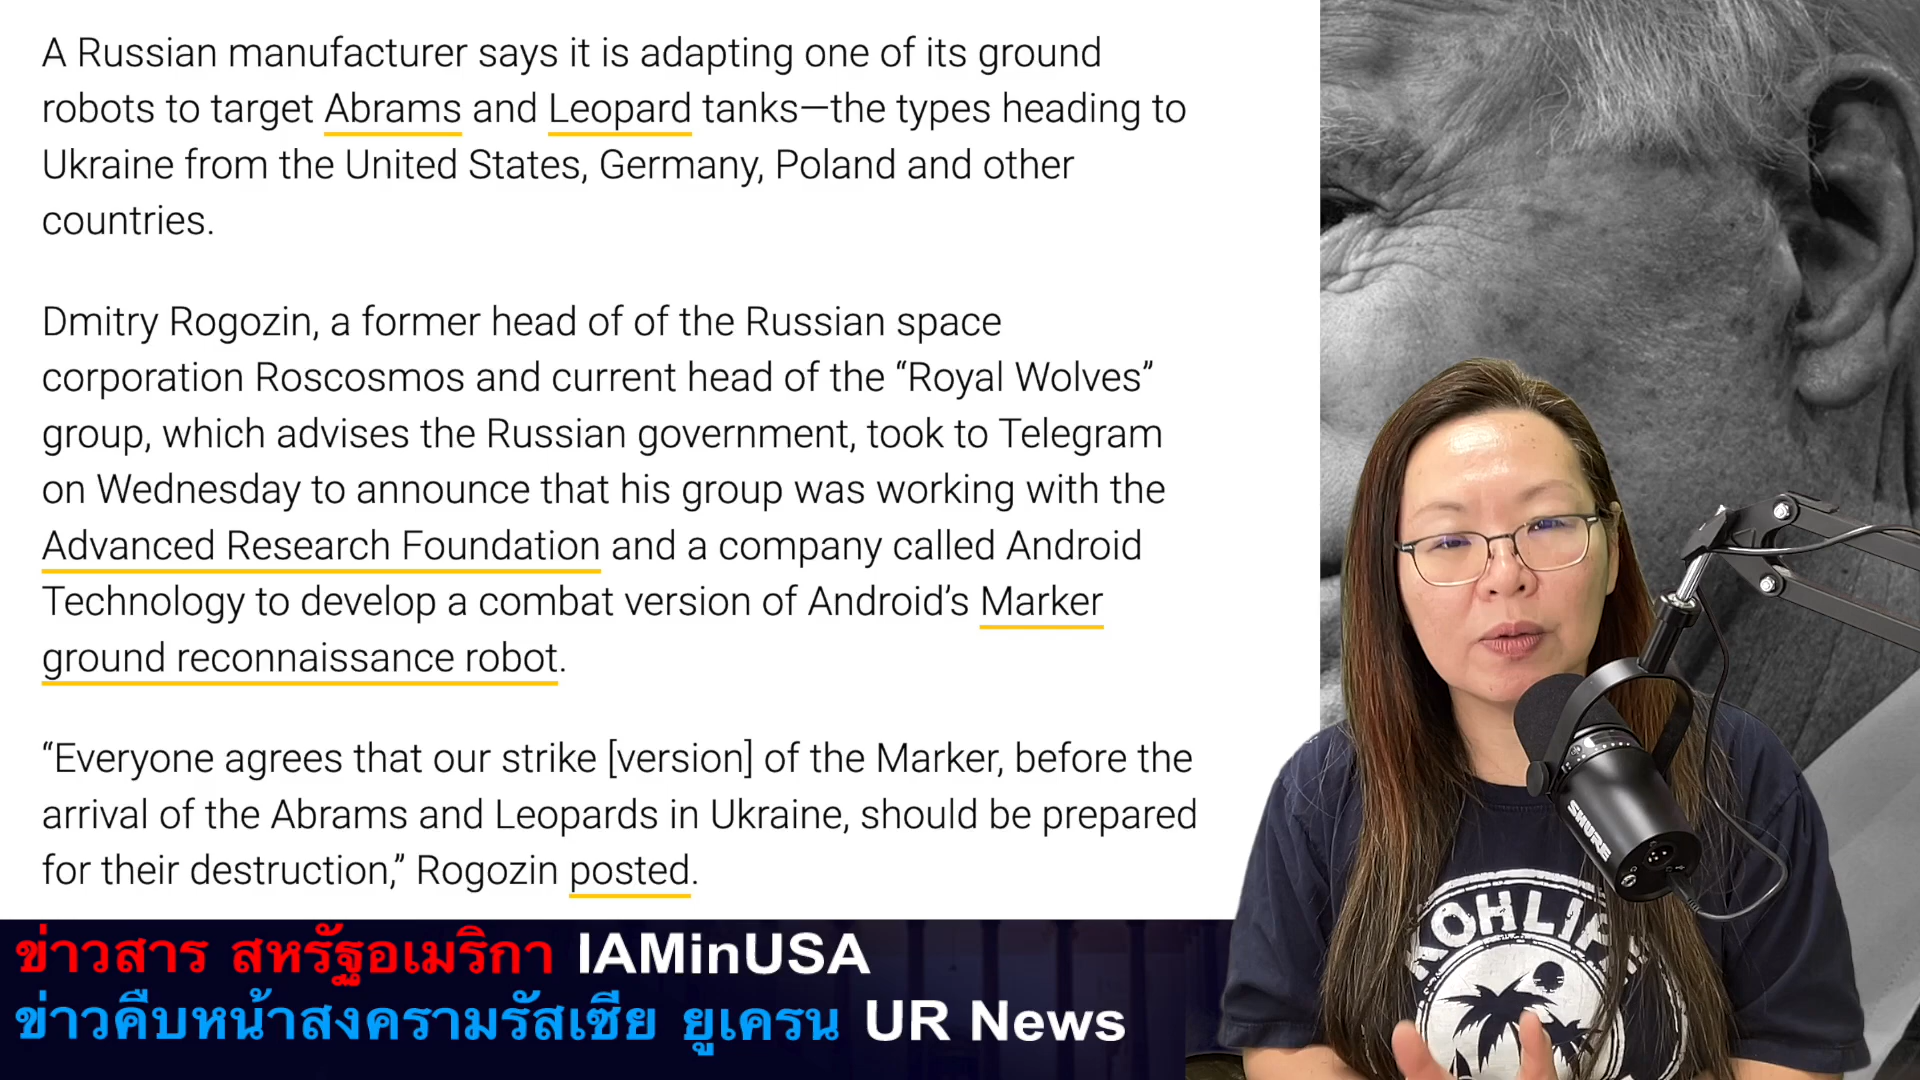 A Russian manufacturer says it is adapting one of its ground
robots to target Abrams and Leopard tanks—the types heading to
Ukraine from the United States, Germany, Poland and other
countries.
Dmitry Rogozin, a former head of of the Russian space
corporation Roscosmos and current head of the “Royal Wolves”
group, which advises the Russian government, took to Telegram
on Wednesday to announce that his group was working with the
Advanced Research Foundation and a company called Android
Technology to develop a combat version of Android’s Marker
ground reconnaissance robot.
“Everyone agrees that our strike [version] of the Marker, before the
arrival of the Abrams and Leopards in Ukraine, should be prepared
for their destruction,” Rogozin posted.
SHURE
ข่าวสาร สหรัฐอเมริกา IAMinUSA
ข่าวคืบหน้าสงครามรัสเซีย ยูเครน UR News